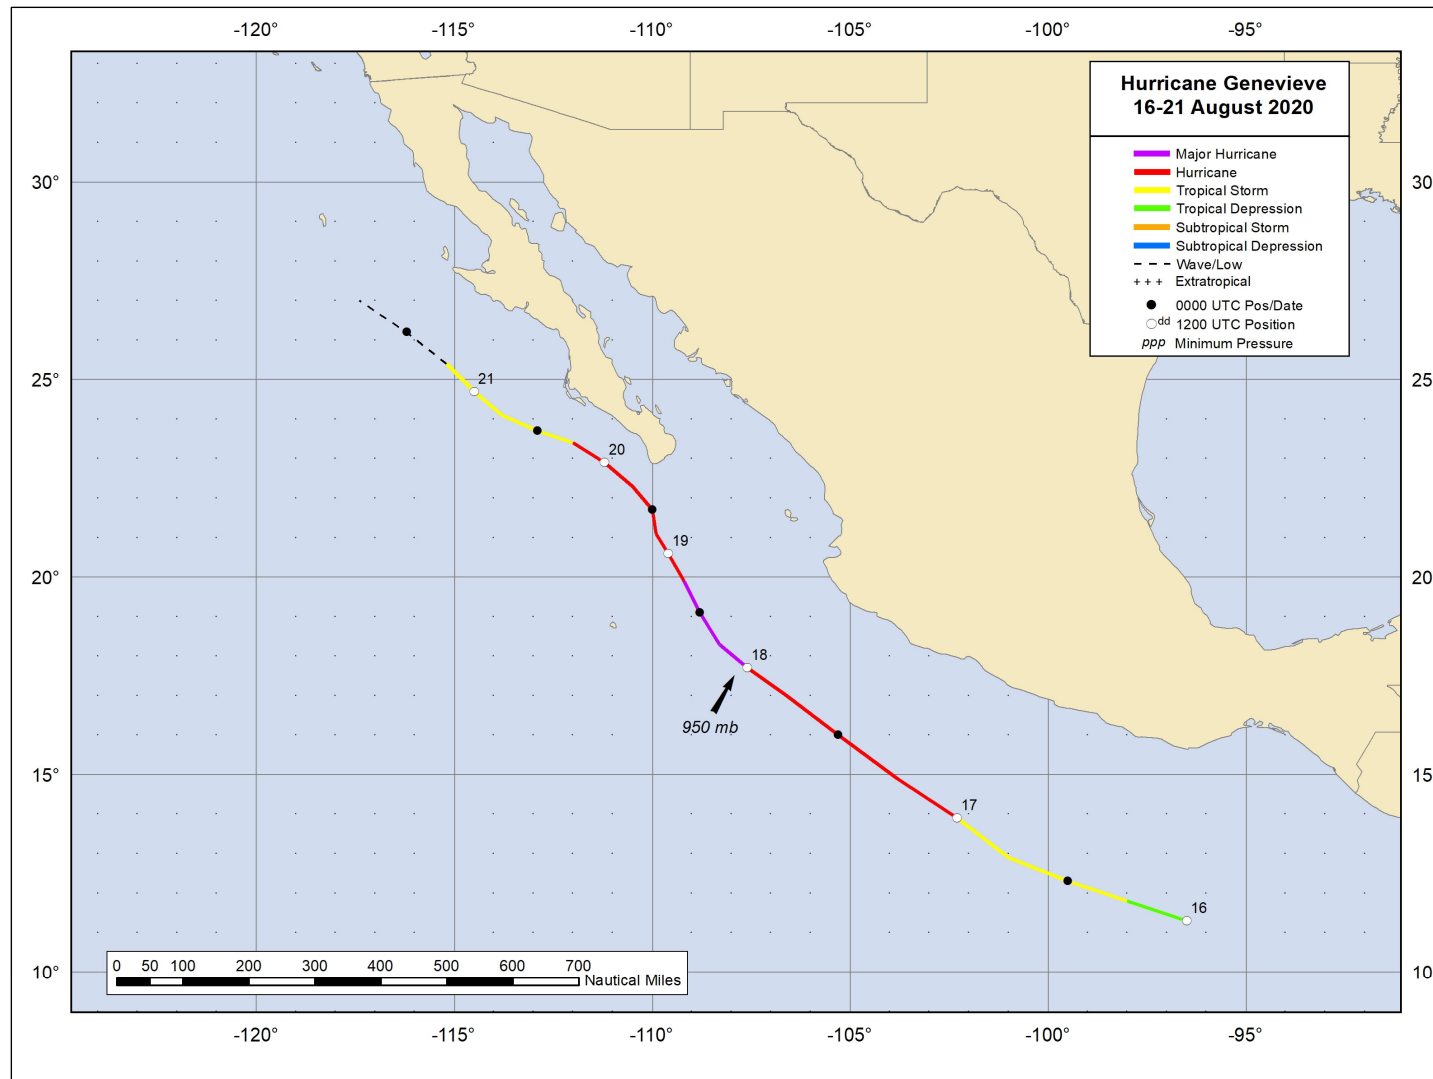 -120° -115° -110° -105° -100° -95°
Hurricane Genevieve
16-21 August 2020
Major Hurricane
Hurricane
Tropical Storm
Tropical Depression
Subtropical Storm
Subtropical Depression
Wave/Low
+++ Extratropical
0000 UTC Pos/Date
dd 1200 UTC Position
ppp Minimum Pressure
30° 30
25° 25
21
20
19
20° 20
18
950 mb
17
15° 15
16
10° 10
0 50 100 200 300 400 500 600 700
Nautical Miles
-120° -115° -110° -105° -100° -95°